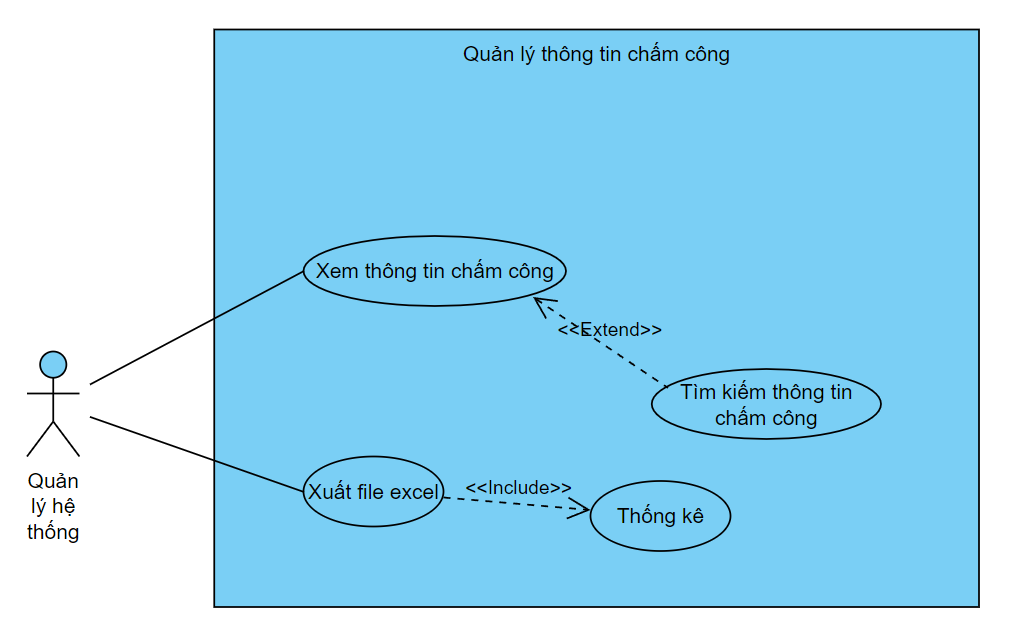 Quản lý thông tin chấm công
Xem thông tin chấm công
<<Extend>>
Tìm kiếm thông tin
chấm công
Quản
lý hệ
thống
Xuất file excel
<<Include>>
Thống kê